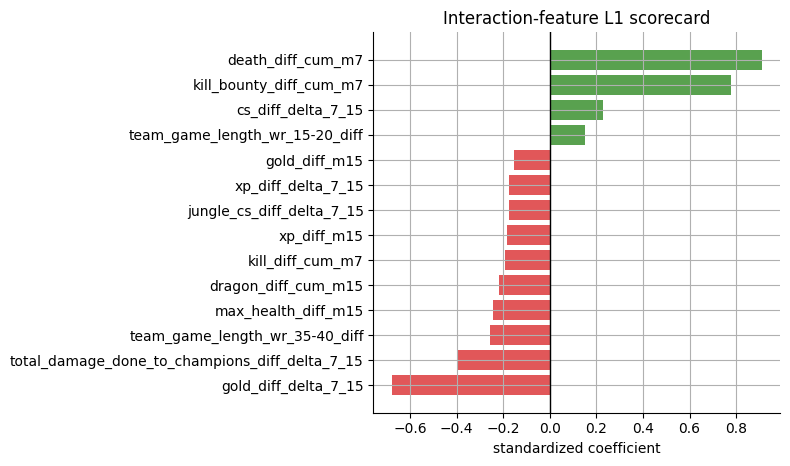 Interaction-feature L1 scorecard
death_diff_cum_m7
kill_bounty_diff_cum_m7
cs_diff_delta_7_15
team_game_length_wr_15-20_diff
gold_diff_m15
xp_diff_delta_7_15
jungle_cs_diff_delta_7_15
xp_diff_m15
kill_diff_cum_m7
dragon_diff_cum_m15
max_health_diff_m15
team_game_length_wr_35-40_diff
total_damage_done_to_champions_diff_delta_7_15
gold_diff_delta_7_15
−0.6 −0.4 −0.2 0.0 0.2 0.4 0.6 0.8
standardized coefficient